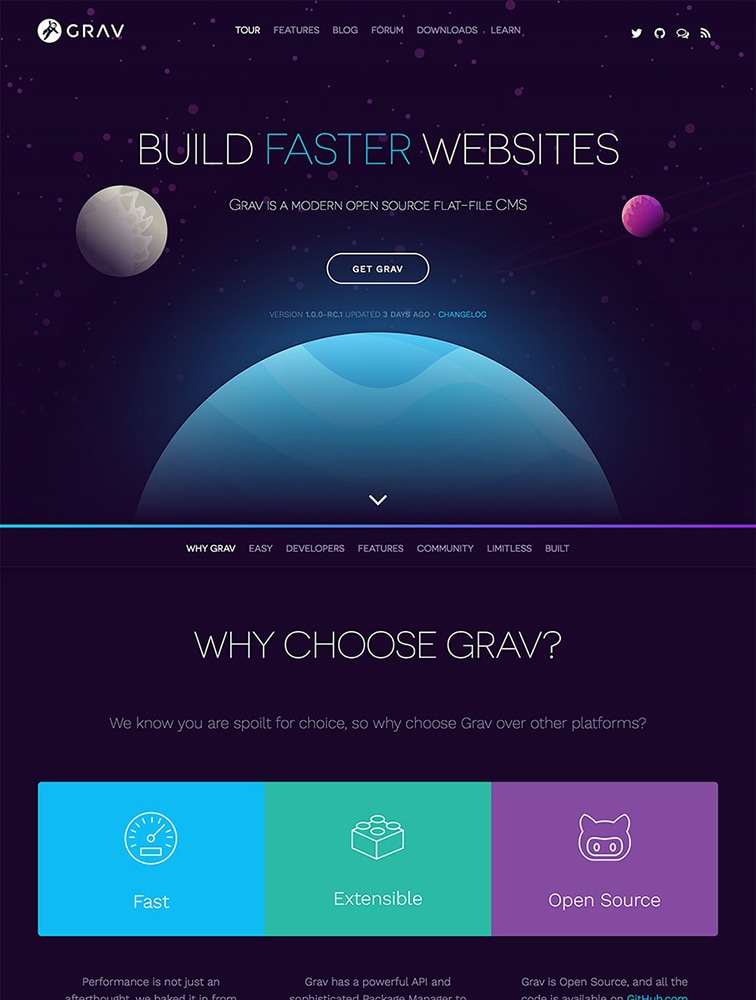 GRAV
TOUR FEATURES BLOG FORUM DOWNLOADS LEARN
BUILD FASTER WEBSITES
GRAV IS A MODERN OPEN SOURCE FLAT-FILE CMS
GET GRAV
VERSION 1.0.0-RC.1 UPDATED 3 DAYS AGO · CHANGELOG
WHY GRAV EASY DEVELOPERS FEATURES COMMUNITY LIMITLESS BUILT
WHY CHOOSE GRAV?
We know you are spoilt for choice, so why choose Grav over other platforms?
Fast
Extensible
Open Source
Performance is not just an
afterthought, we baked it in from
Grav has a powerful API and
sophisticated Package Manager to
Grav is Open Source, and all the
code is available on GitHub.com